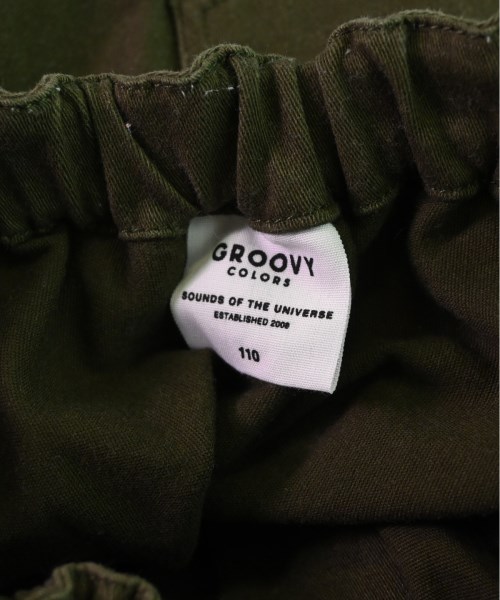 GROOVY
COLORS
SOUNDS OF THE UNIVERSE
ESTABLISHED 2008
110